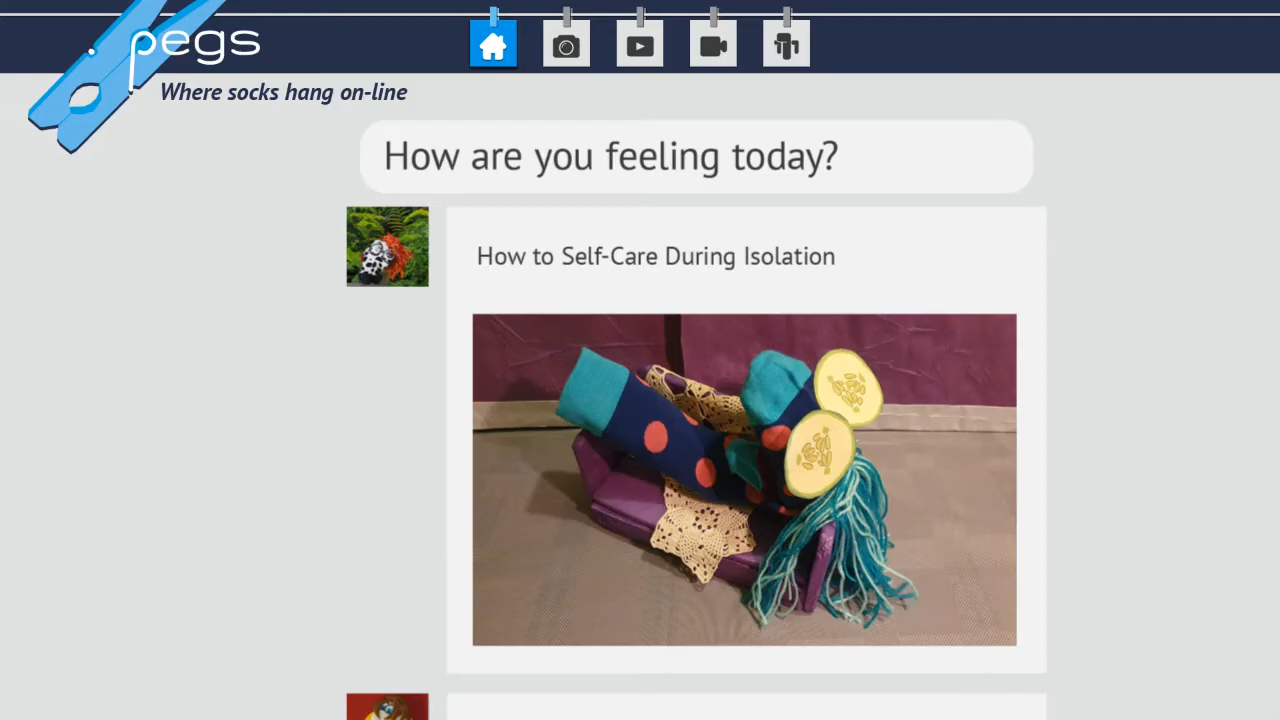 pegs
Where socks hang on-line
How are you feeling today?
How to Self-Care During Isolation